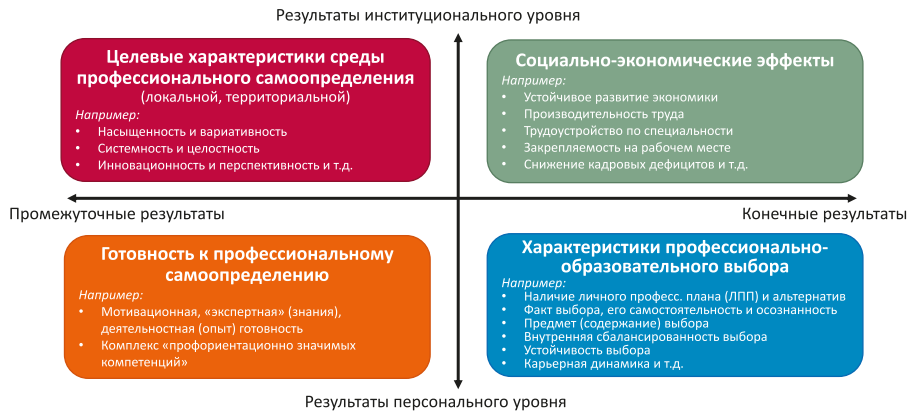 Результаты институционального уровня
Целевые характеристики среды
профессионального самоопределения
(локальной, территориальной)
Например:
• Насыщенность и вариативность
• Системность и целостность
• Инновационность и перспективность и т.д.
Социально-экономические эффекты
Например:
• Устойчивое развитие экономики
• Производительность труда
• Трудоустройство по специальности
• Закрепляемость на рабочем месте
• Снижение кадровых дефицитов и т.д.
Промежуточные результаты
Конечные результаты
Готовность к профессиональному
самоопределению
Например:
• Мотивационная, «экспертная» (знания),
деятельностная (опыт) готовность
• Комплекс «профориентационно значимых
компетенций»
Характеристики профессионально-
образовательного выбора
Например:
• Наличие личного професс. плана (ЛПП) и альтернатив
• Факт выбора, его самостоятельность и осознанность
• Предмет (содержание) выбора
• Внутренняя сбалансированность выбора
• Устойчивость выбора
• Карьерная динамика и т.д.
Результаты персонального уровня